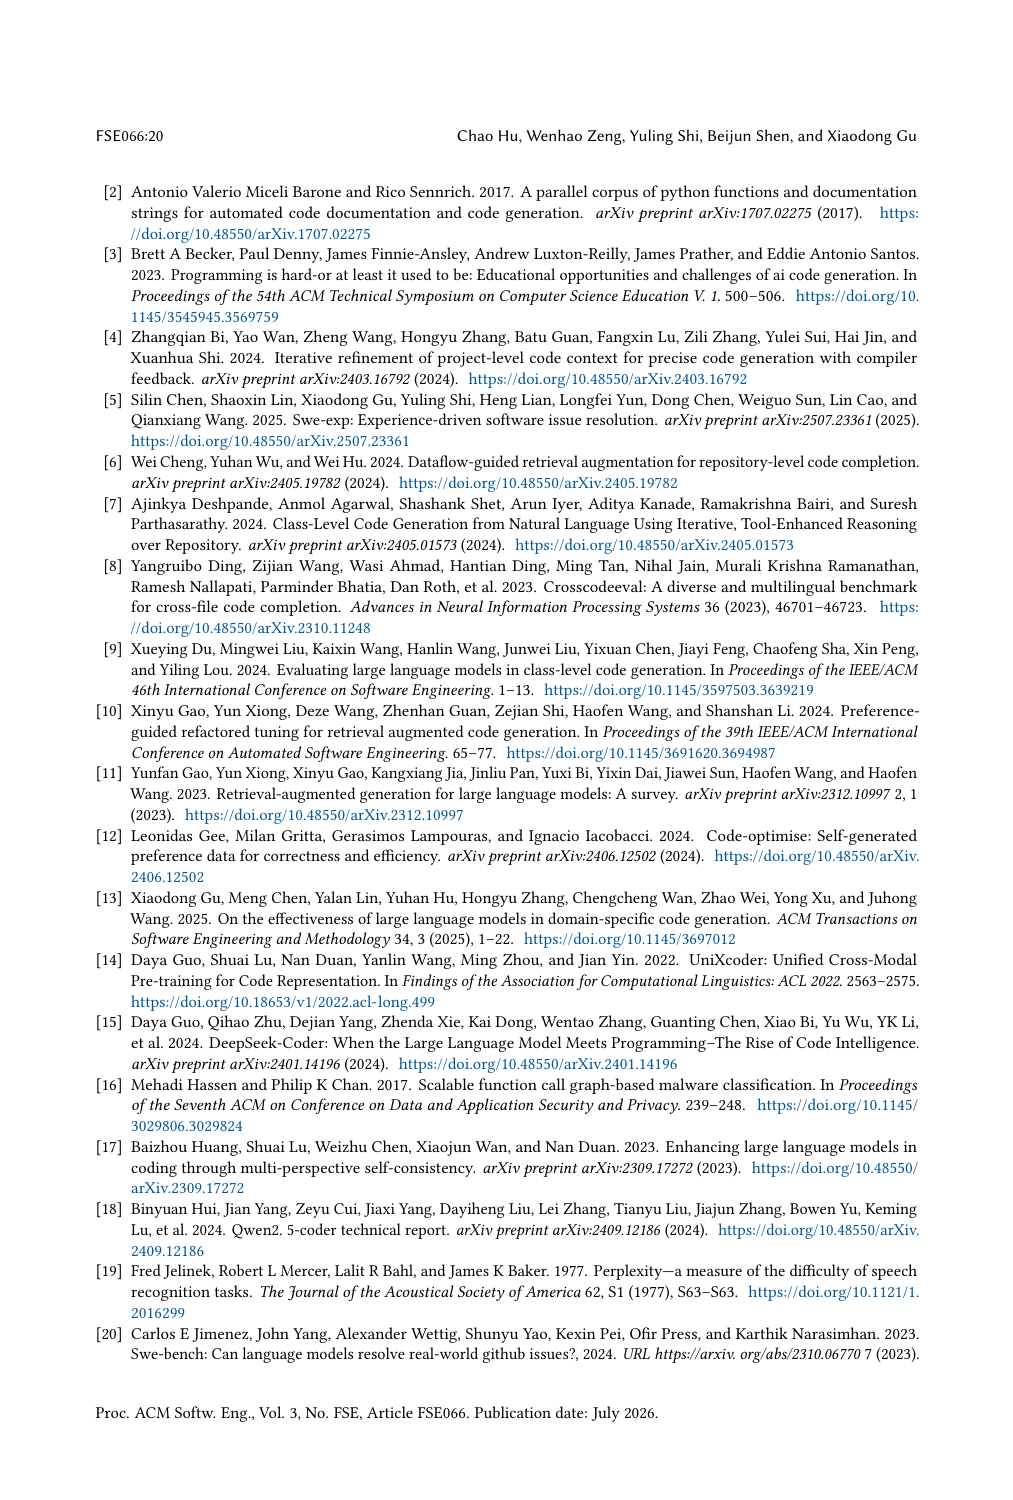 FSE066:20 Chao Hu, Wenhao Zeng, Yuling Shi, Beijun Shen, and Xiaodong Gu
[2] Antonio Valerio Miceli Barone and Rico Sennrich. 2017. A parallel corpus of python functions and documentation
strings for automated code documentation and code generation. arXiv preprint arXiv:1707.02275 (2017). https:
//doi.org/10.48550/arXiv.1707.02275
[3] Brett A Becker, Paul Denny, James Finnie-Ansley, Andrew Luxton-Reilly, James Prather, and Eddie Antonio Santos.
2023. Programming is hard-or at least it used to be: Educational opportunities and challenges of ai code generation. In
Proceedings of the 54th ACM Technical Symposium on Computer Science Education V. 1. 500–506. https://doi.org/10.
1145/3545945.3569759
[4] Zhangqian Bi, Yao Wan, Zheng Wang, Hongyu Zhang, Batu Guan, Fangxin Lu, Zili Zhang, Yulei Sui, Hai Jin, and
Xuanhua Shi. 2024. Iterative refinement of project-level code context for precise code generation with compiler
feedback. arXiv preprint arXiv:2403.16792 (2024). https://doi.org/10.48550/arXiv.2403.16792
[5] Silin Chen, Shaoxin Lin, Xiaodong Gu, Yuling Shi, Heng Lian, Longfei Yun, Dong Chen, Weiguo Sun, Lin Cao, and
Qianxiang Wang. 2025. Swe-exp: Experience-driven software issue resolution. arXiv preprint arXiv:2507.23361 (2025).
https://doi.org/10.48550/arXiv.2507.23361
[6] Wei Cheng, Yuhan Wu, and Wei Hu. 2024. Dataflow-guided retrieval augmentation for repository-level code completion.
arXiv preprint arXiv:2405.19782 (2024). https://doi.org/10.48550/arXiv.2405.19782
[7] Ajinkya Deshpande, Anmol Agarwal, Shashank Shet, Arun Iyer, Aditya Kanade, Ramakrishna Bairi, and Suresh
Parthasarathy. 2024. Class-Level Code Generation from Natural Language Using Iterative, Tool-Enhanced Reasoning
over Repository. arXiv preprint arXiv:2405.01573 (2024). https://doi.org/10.48550/arXiv.2405.01573
[8] Yangruibo Ding, Zijian Wang, Wasi Ahmad, Hantian Ding, Ming Tan, Nihal Jain, Murali Krishna Ramanathan,
Ramesh Nallapati, Parminder Bhatia, Dan Roth, et al. 2023. Crosscodeeval: A diverse and multilingual benchmark
for cross-file code completion. Advances in Neural Information Processing Systems 36 (2023), 46701–46723. https:
//doi.org/10.48550/arXiv.2310.11248
[9] Xueying Du, Mingwei Liu, Kaixin Wang, Hanlin Wang, Junwei Liu, Yixuan Chen, Jiayi Feng, Chaofeng Sha, Xin Peng,
and Yiling Lou. 2024. Evaluating large language models in class-level code generation. In Proceedings of the IEEE/ACM
46th International Conference on Software Engineering. 1–13. https://doi.org/10.1145/3597503.3639219
[10] Xinyu Gao, Yun Xiong, Deze Wang, Zhenhan Guan, Zejian Shi, Haofen Wang, and Shanshan Li. 2024. Preference-
guided refactored tuning for retrieval augmented code generation. In Proceedings of the 39th IEEE/ACM International
Conference on Automated Software Engineering. 65–77. https://doi.org/10.1145/3691620.3694987
[11] Yunfan Gao, Yun Xiong, Xinyu Gao, Kangxiang Jia, Jinliu Pan, Yuxi Bi, Yixin Dai, Jiawei Sun, Haofen Wang, and Haofen
Wang. 2023. Retrieval-augmented generation for large language models: A survey. arXiv preprint arXiv:2312.10997 2, 1
(2023). https://doi.org/10.48550/arXiv.2312.10997
[12] Leonidas Gee, Milan Gritta, Gerasimos Lampouras, and Ignacio Iacobacci. 2024. Code-optimise: Self-generated
preference data for correctness and efficiency. arXiv preprint arXiv:2406.12502 (2024). https://doi.org/10.48550/arXiv.
2406.12502
[13] Xiaodong Gu, Meng Chen, Yalan Lin, Yuhan Hu, Hongyu Zhang, Chengcheng Wan, Zhao Wei, Yong Xu, and Juhong
Wang. 2025. On the effectiveness of large language models in domain-specific code generation. ACM Transactions on
Software Engineering and Methodology 34, 3 (2025), 1–22. https://doi.org/10.1145/3697012
[14] Daya Guo, Shuai Lu, Nan Duan, Yanlin Wang, Ming Zhou, and Jian Yin. 2022. UniXcoder: Unified Cross-Modal
Pre-training for Code Representation. In Findings of the Association for Computational Linguistics: ACL 2022. 2563–2575.
https://doi.org/10.18653/v1/2022.acl-long.499
[15] Daya Guo, Qihao Zhu, Dejian Yang, Zhenda Xie, Kai Dong, Wentao Zhang, Guanting Chen, Xiao Bi, Yu Wu, YK Li,
et al. 2024. DeepSeek-Coder: When the Large Language Model Meets Programming–The Rise of Code Intelligence.
arXiv preprint arXiv:2401.14196 (2024). https://doi.org/10.48550/arXiv.2401.14196
[16] Mehadi Hassen and Philip K Chan. 2017. Scalable function call graph-based malware classification. In Proceedings
of the Seventh ACM on Conference on Data and Application Security and Privacy. 239–248. https://doi.org/10.1145/
3029806.3029824
[17] Baizhou Huang, Shuai Lu, Weizhu Chen, Xiaojun Wan, and Nan Duan. 2023. Enhancing large language models in
coding through multi-perspective self-consistency. arXiv preprint arXiv:2309.17272 (2023). https://doi.org/10.48550/
arXiv.2309.17272
[18] Binyuan Hui, Jian Yang, Zeyu Cui, Jiaxi Yang, Dayiheng Liu, Lei Zhang, Tianyu Liu, Jiajun Zhang, Bowen Yu, Keming
Lu, et al. 2024. Qwen2. 5-coder technical report. arXiv preprint arXiv:2409.12186 (2024). https://doi.org/10.48550/arXiv.
2409.12186
[19] Fred Jelinek, Robert L Mercer, Lalit R Bahl, and James K Baker. 1977. Perplexity—a measure of the difficulty of speech
recognition tasks. The Journal of the Acoustical Society of America 62, S1 (1977), S63–S63. https://doi.org/10.1121/1.
2016299
[20] Carlos E Jimenez, John Yang, Alexander Wettig, Shunyu Yao, Kexin Pei, Ofir Press, and Karthik Narasimhan. 2023.
Swe-bench: Can language models resolve real-world github issues?, 2024. URL https://arxiv. org/abs/2310.06770 7 (2023).
Proc. ACM Softw. Eng., Vol. 3, No. FSE, Article FSE066. Publication date: July 2026.